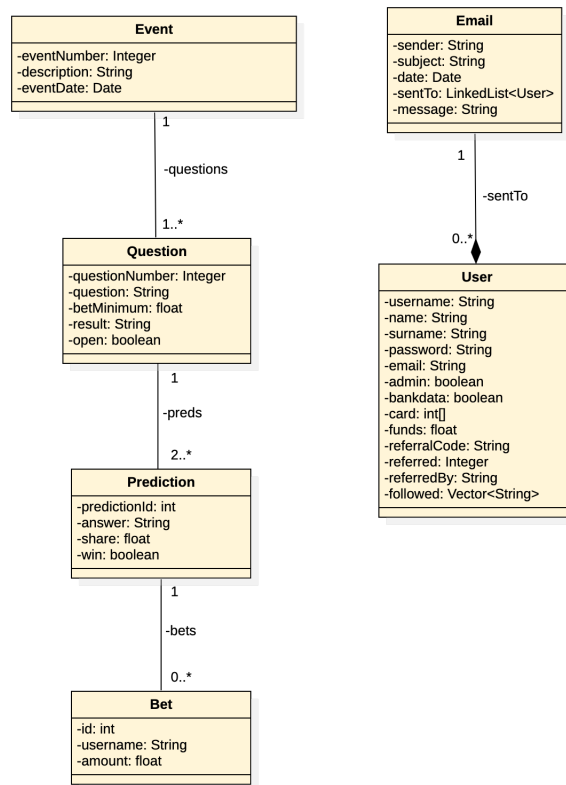 Event
-eventNumber: Integer
-description: String
-eventDate: Date
1
-questions
1..*
Question
-questionNumber: Integer
-question: String
-betMinimum: float
-result: String
-open: boolean
1
-preds
2..*
Prediction
-predictionId: int
-answer: String
-share: float
-win: boolean
1
-bets
0..*
Bet
-id: int
-username: String
-amount: float
Email
-sender: String
-subject: String
-date: Date
-sentTo: LinkedList<User>
-message: String
1
-sentTo
0..*
User
-username: String
-name: String
-surname: String
-password: String
-email: String
-admin: boolean
-bankdata: boolean
-card: int[]
-funds: float
-referralCode: String
-referred: Integer
-referredBy: String
-followed: Vector<String>